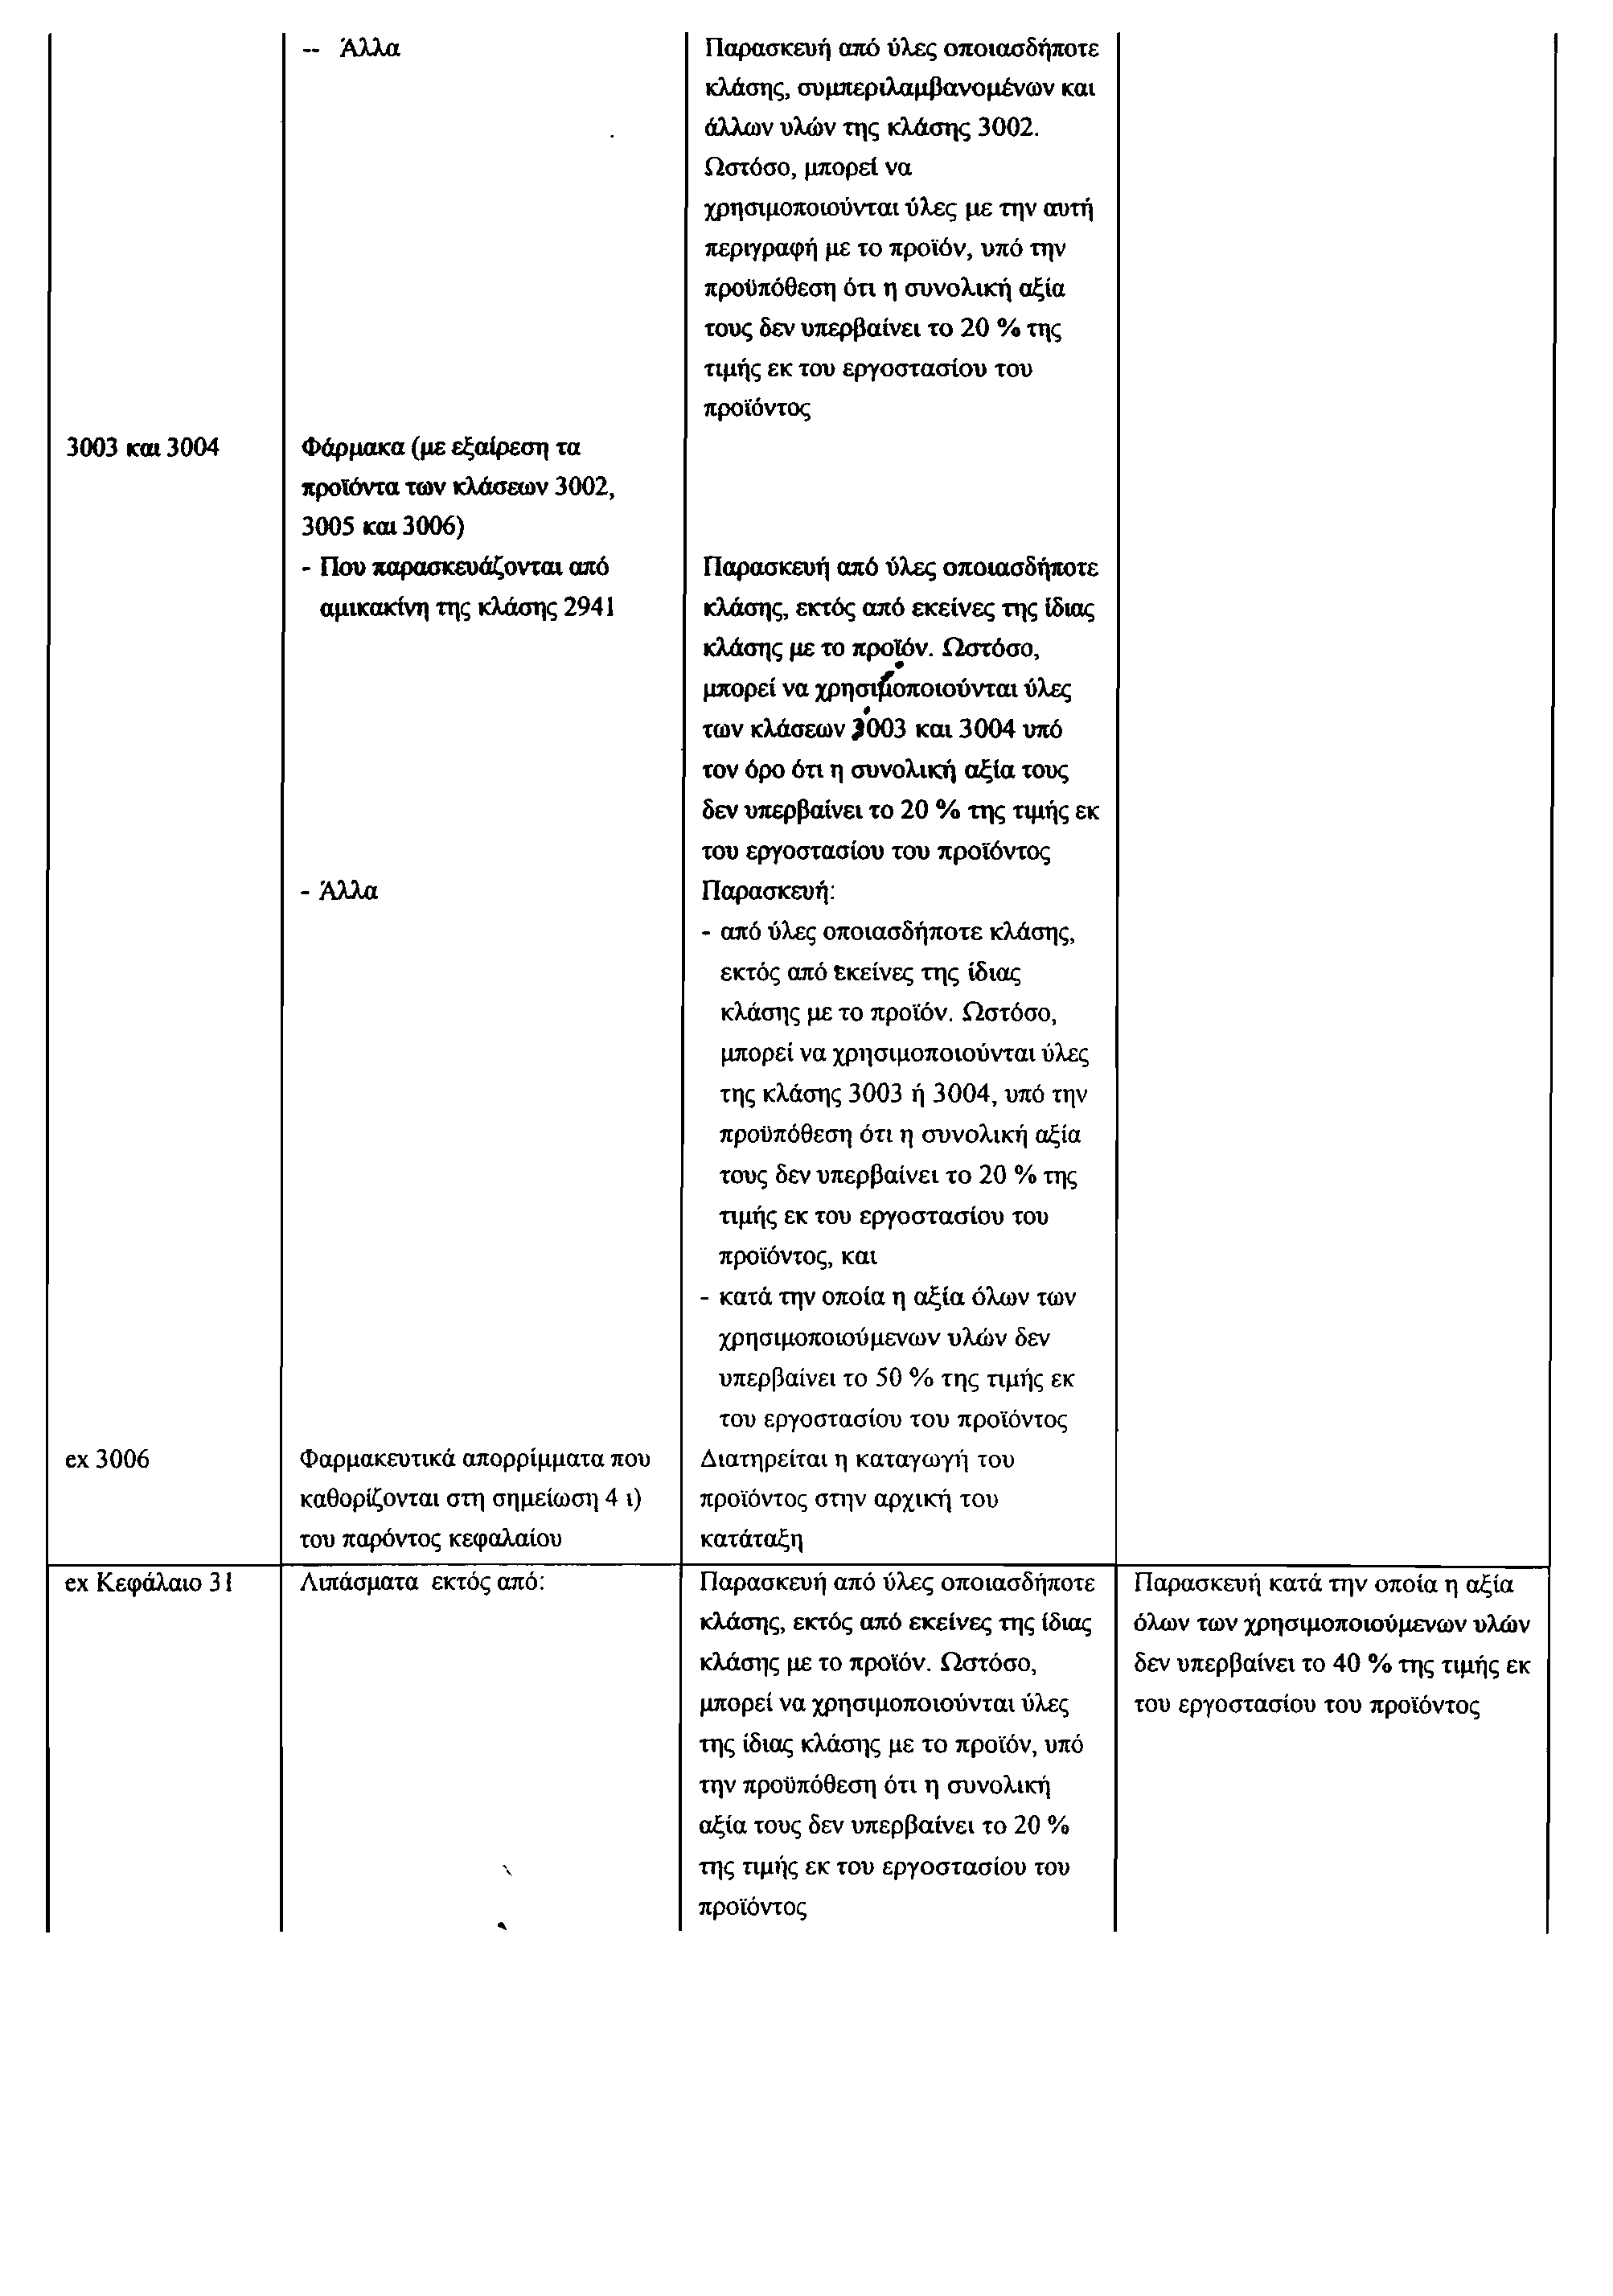 -- Άλλα
Παρασκευή από ύλες οποιασδήποτε
κλάσης, συμπεριλαμβανομένων και
άλλων υλών της κλάσης 3002.
Ωστόσο, μπορεί να
χρησιμοποιούνται ύλες με την αυτή
περιγραφή με το προϊόν, υπό την
προϋπόθεση ότι η συνολική αξία
τους δεν υπερβαίνει το 20 % της
τιμής εκ του εργοστασίου του
προϊόντος
3003 και 3004
Φάρμακα (με εξαίρεση τα
προϊόντα των κλάσεων 3002,
3005 και 3006)
- Που παρασκευάζονται από
αμικακίνη της κλάσης 2941
Παρασκευή από ύλες οποιασδήποτε
κλάσης, εκτός από εκείνες της ίδιας
κλάσης με το προϊόν. Ωστόσο,
μπορεί να χρησιμοποιούνται ύλες
των κλάσεων 3003 και 3004 υπό
τον όρο ότι η συνολική αξία τους
δεν υπερβαίνει το 20 % της τιμής εκ
του εργοστασίου του προϊόντος
- Άλλα
Παρασκευή:
- από ύλες οποιασδήποτε κλάσης,
εκτός από εκείνες της ίδιας
κλάσης με το προϊόν. Ωστόσο,
μπορεί να χρησιμοποιούνται ύλες
της κλάσης 3003 ή 3004, υπό την
προϋπόθεση ότι η συνολική αξία
τους δεν υπερβαίνει το 20 % της
τιμής εκ του εργοστασίου του
προϊόντος, και
- κατά την οποία η αξία όλων των
χρησιμοποιούμενων υλών δεν
υπερβαίνει το 50 % της τιμής εκ
του εργοστασίου του προϊόντος
ex 3006
Φαρμακευτικά απορρίμματα που
καθορίζονται στη σημείωση 4 ι)
του παρόντος κεφαλαίου
Διατηρείται η καταγωγή του
προϊόντος στην αρχική του
κατάταξη
ex Κεφάλαιο 31
Λιπάσματα εκτός από:
Παρασκευή από ύλες οποιασδήποτε
κλάσης, εκτός από εκείνες της ίδιας
κλάσης με το προϊόν. Ωστόσο,
μπορεί να χρησιμοποιούνται ύλες
της ίδιας κλάσης με το προϊόν, υπό
την προϋπόθεση ότι η συνολική
αξία τους δεν υπερβαίνει το 20 %
της τιμής εκ του εργοστασίου του
προϊόντος
Παρασκευή κατά την οποία η αξία
όλων των χρησιμοποιούμενων υλών
δεν υπερβαίνει το 40 % της τιμής εκ
του εργοστασίου του προϊόντος